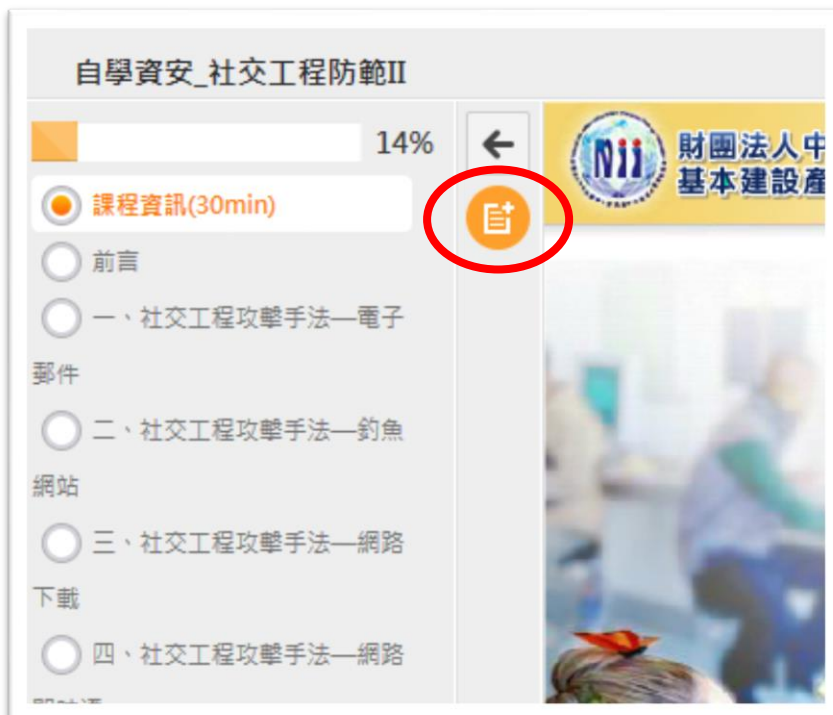 自學資安_社交工程防範II
14%
課程資訊(30min)
前言
一、社交工程攻擊手法—電子
郵件
二、社交工程攻擊手法—釣魚
網站
三、社交工程攻擊手法—網路
下載
四、社交工程攻擊手法—網路
nii
財團法人中
基本建設產